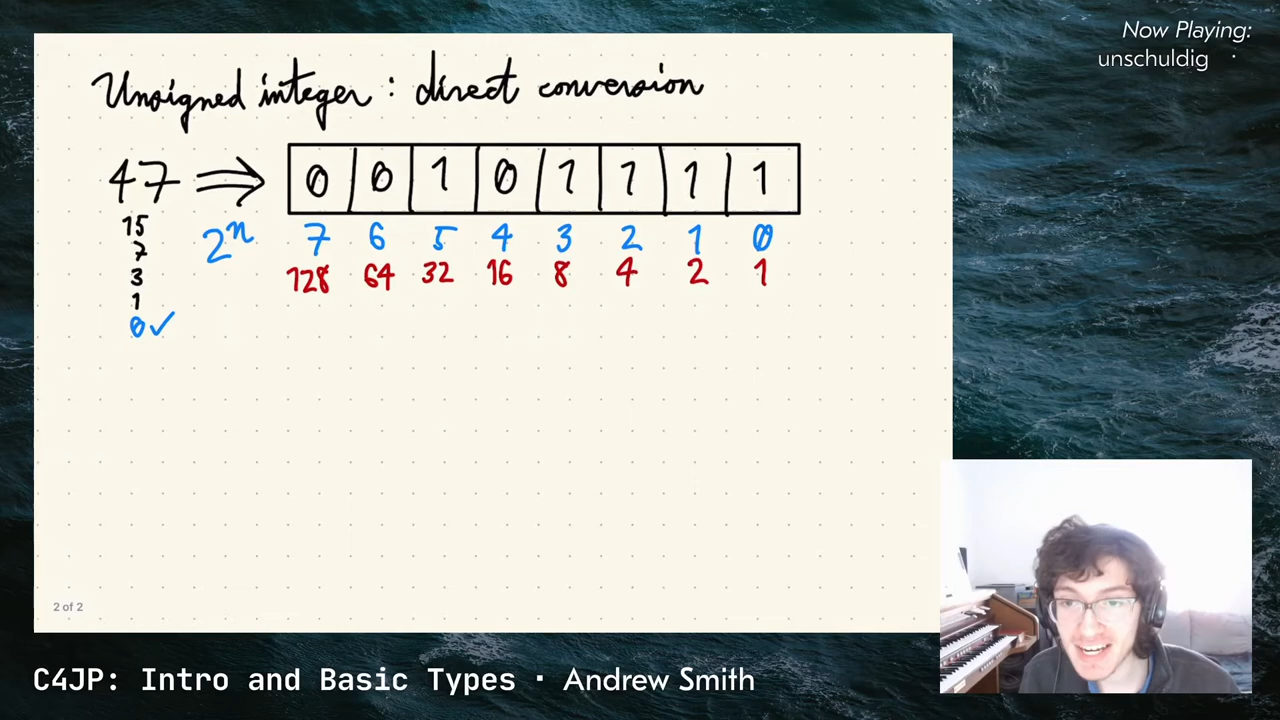 Now Playing:
unschuldig
Unsigned integer: direct conversion
47 ⇒ 0 0 1 0 1 1 1 1
15
7
3
1
0✓
2ⁿ 7 6 5 4 3 2 1 0
128 64 32 16 8 4 2 1
2 of 2
C4JP: Intro and Basic Types · Andrew Smith